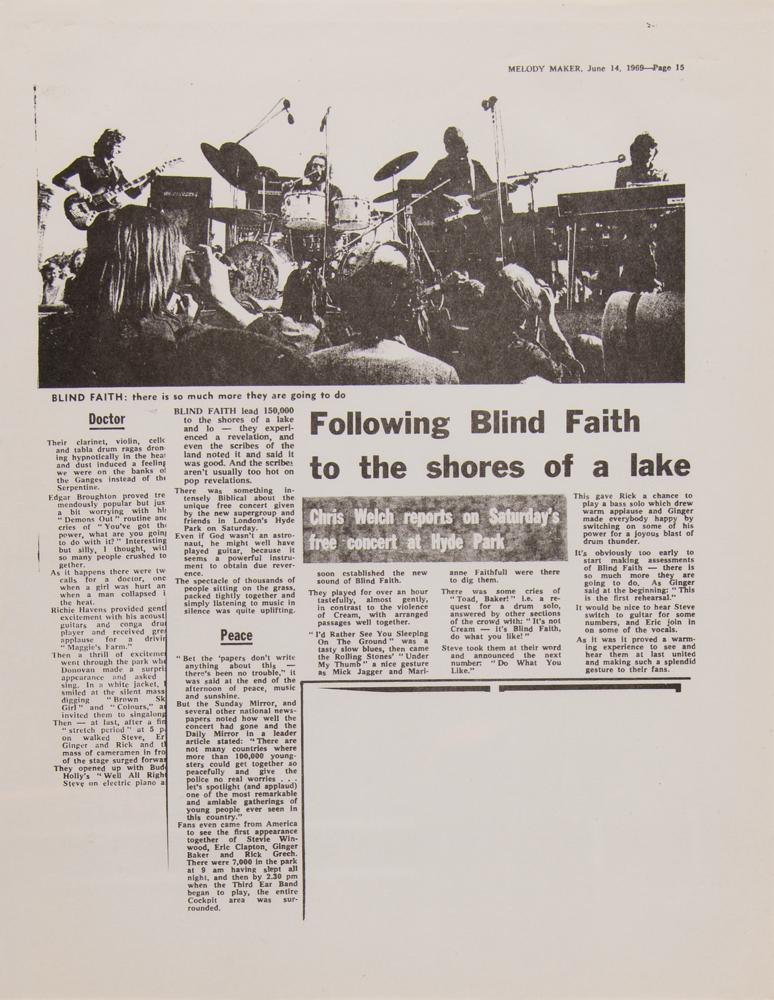 MELODY MAKER, June 14, 1969—Page 15
BLIND FAITH: there is so much more they are going to do
Following Blind Faith
to the shores of a lake
Chris Welch reports on Saturday's
free concert at Hyde Park
BLIND FAITH lead 150,000
to the shores of a lake
and lo — they experi-
enced a revelation, and
even the scribes of the
land noted it and said it
was good. And the scribes
aren't usually too hot on
pop revelations.
There was something in-
tensely Biblical about the
unique free concert given
by the new supergroup and
friends in London's Hyde
Park on Saturday.
Even if God wasn't an astro-
naut, he might well have
played guitar, because it
seems a powerful instru-
ment to obtain due rever-
ence.
The spectacle of thousands of
people sitting on the grass,
packed tightly together and
simply listening to music in
silence was quite uplifting.
Peace
"Bet the 'papers don't write
anything about this —
there's been no trouble," it
was said at the end of the
afternoon of peace, music
and sunshine.
But the Sunday Mirror, and
several other national news-
papers noted how well the
concert had gone and the
Daily Mirror in a leader
article stated: "There are
not many countries where
more than 100,000 young-
sters could get together so
peacefully and give the
police no real worries . . .
let's spotlight (and applaud)
one of the most remarkable
and amiable gatherings of
young people ever seen in
this country."
Fans even came from America
to see the first appearance
together of Stevie Win-
wood, Eric Clapton, Ginger
Baker and Rick Grech.
There were 7,000 in the park
at 9 am having slept all
night, and then by 2.30 pm
when the Third Ear Band
began to play, the entire
Cockpit area was sur-
rounded.
Doctor
Their clarinet, violin, cell
and tabla drum ragas dron-
ing hypnotically in the hea
and dust induced a feeling
we were on the banks of
the Ganges instead of the
Serpentine.
Edgar Broughton proved tre
mendously popular but jus
a bit worrying with hi
"Demons Out" routine and
cries of "You've got th
power, what are you going
to do with it?" Interesting
but silly, I thought, wit
so many people crushed to
gether.
As it happens there were tw
calls for a doctor, one
when a girl was hurt an
when a man collapsed i
the heat.
Richie Havens provided gentl
excitement with his acousti
guitars and conga dru
player and received gre
applause for a drivin
"Maggie's Farm."
Then a thrill of excitemen
went through the park whe
Donovan made a surpri
appearance and asked
sing. In a white jacket,
smiled at the silent mass
digging "Brown Sk
Girl" and "Colours," a
invited them to singalong
Then — at last, after a fin
"stretch period" at 5 p
on walked Steve, Er
Ginger and Rick and t
mass of cameramen in fro
of the stage surged forwar
They opened up with Bud
Holly's "Well All Righ
Steve on electric piano a
soon established the new
sound of Blind Faith.
They played for over an hour
tastefully, almost gently,
in contrast to the violence
of Cream, with arranged
passages well together.
"I'd Rather See You Sleeping
On The Ground" was a
tasty slow blues, then came
the Rolling Stones' "Under
My Thumb" a nice gesture
as Mick Jagger and Mari-
anne Faithfull were there
to dig them.
There was some cries of
"Toad, Baker!" i.e. a re-
quest for a drum solo,
answered by other sections
of the crowd with: "It's not
Cream — it's Blind Faith,
do what you like!"
Steve took them at their word
and announced the next
number: "Do What You
Like."
This gave Rick a chance to
play a bass solo which drew
warm applause and Ginger
made everybody happy by
switching on some of his
power for a joyous blast of
drum thunder.
It's obviously too early to
start making assessments
of Blind Faith — there is
so much more they are
going to do. As Ginger
said at the beginning: "This
is the first rehearsal."
It would be nice to hear Steve
switch to guitar for some
numbers, and Eric join in
on some of the vocals.
As it was it proved a warm-
ing experience to see and
hear them at last united
and making such a splendid
gesture to their fans.